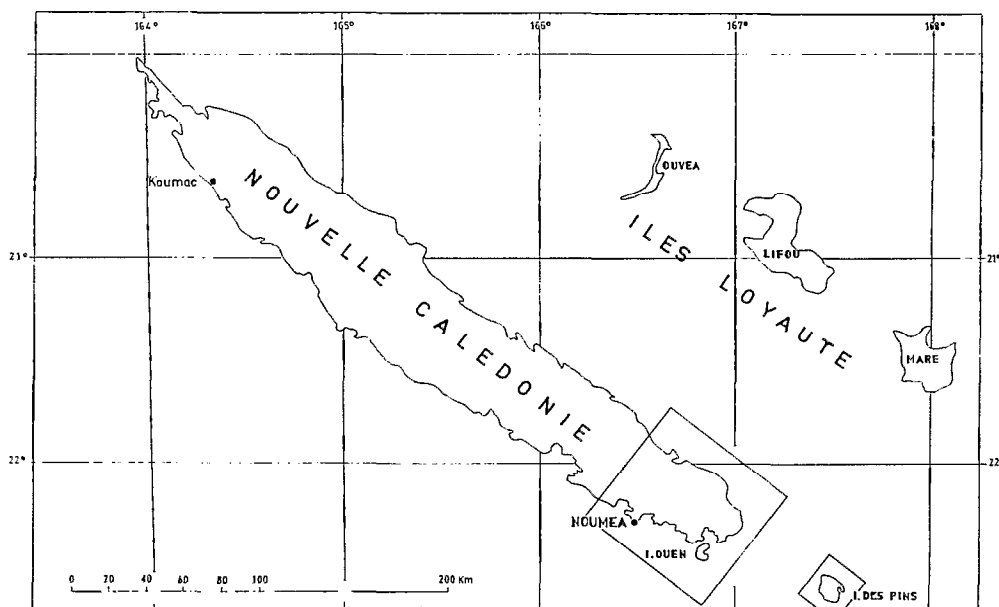 164° 165° 166° 167° 168°
OUVEA
Koumac
NOUVELLE CALEDONIE
ILES LOYAUTE
LIFOU
21° 21°
MARE
22° 22
NOUMEA
I.OUEN
0 20 40 60 80 100 200 Km
I.DES PINS